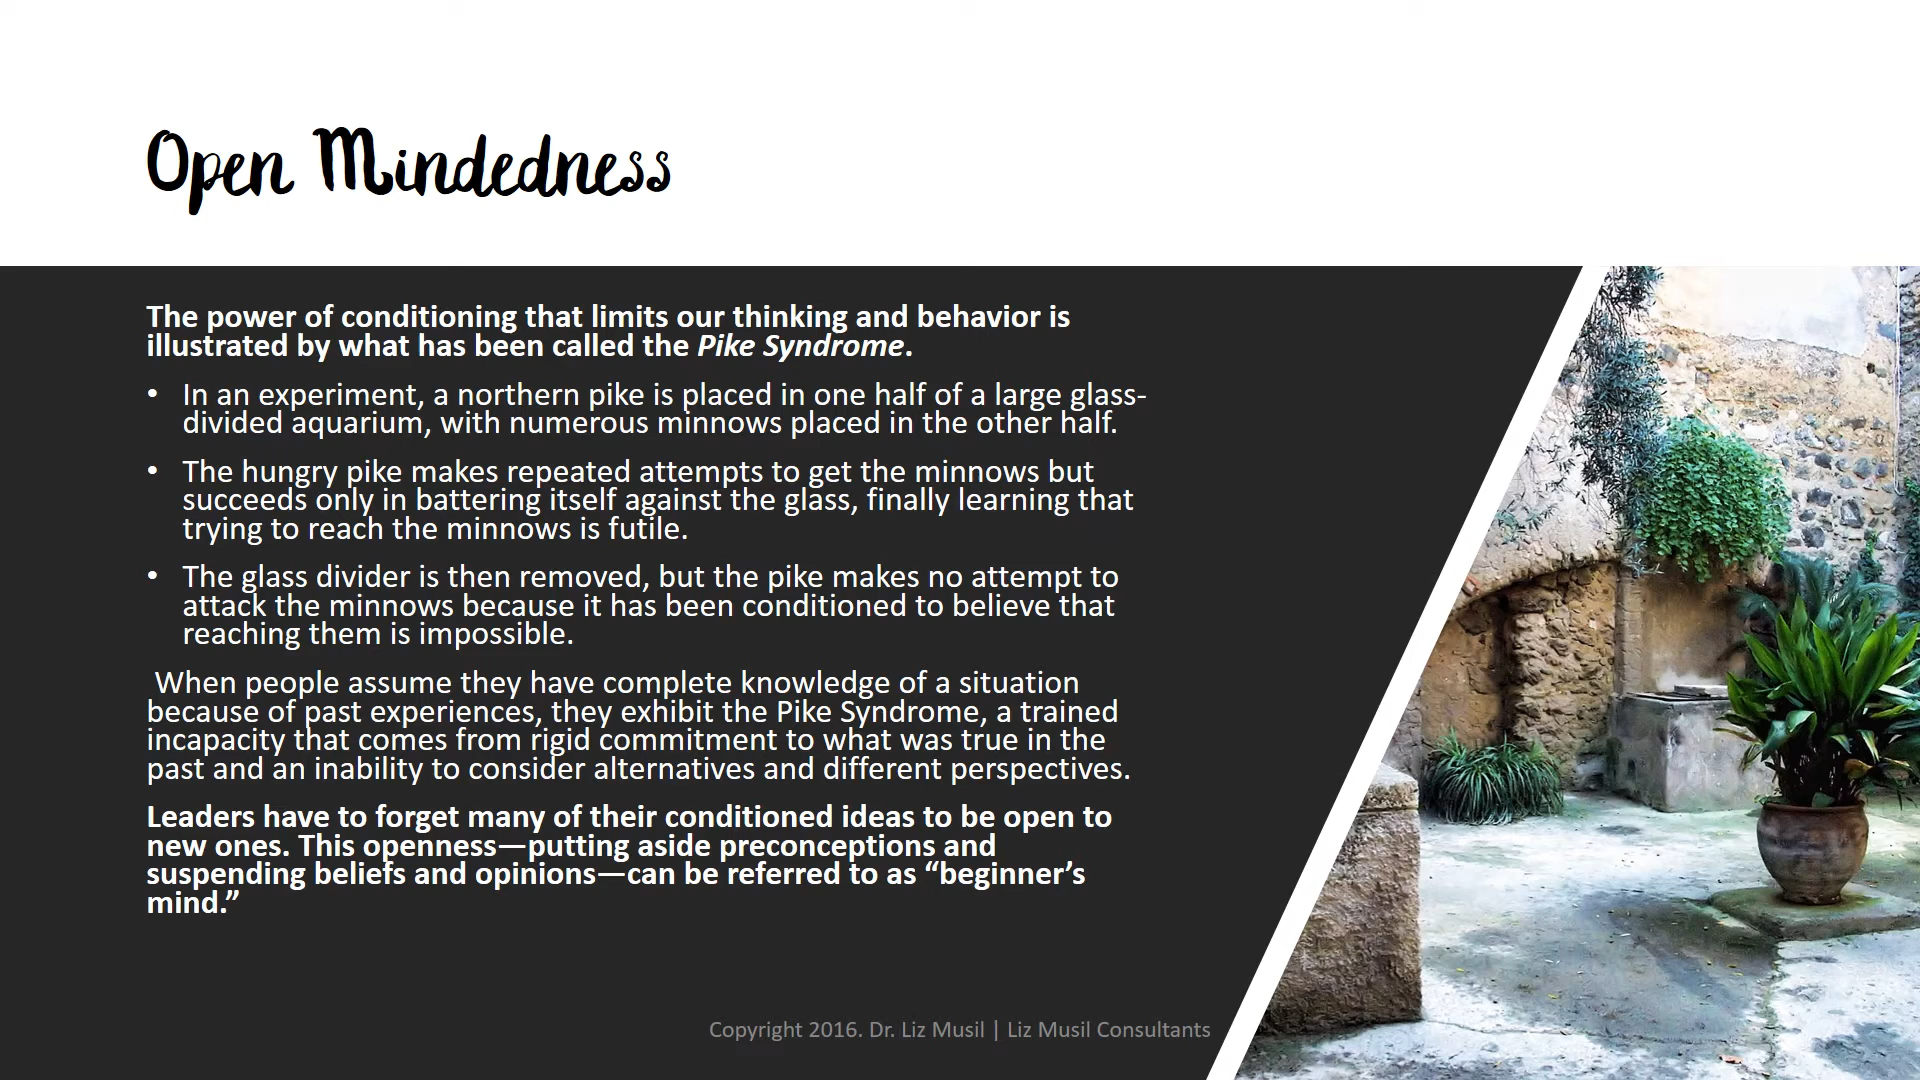 Open Mindedness
The power of conditioning that limits our thinking and behavior is
illustrated by what has been called the Pike Syndrome.
• In an experiment, a northern pike is placed in one half of a large glass-
divided aquarium, with numerous minnows placed in the other half.
• The hungry pike makes repeated attempts to get the minnows but
succeeds only in battering itself against the glass, finally learning that
trying to reach the minnows is futile.
• The glass divider is then removed, but the pike makes no attempt to
attack the minnows because it has been conditioned to believe that
reaching them is impossible.
When people assume they have complete knowledge of a situation
because of past experiences, they exhibit the Pike Syndrome, a trained
incapacity that comes from rigid commitment to what was true in the
past and an inability to consider alternatives and different perspectives.
Leaders have to forget many of their conditioned ideas to be open to
new ones. This openness—putting aside preconceptions and
suspending beliefs and opinions—can be referred to as “beginner’s
mind.”
Copyright 2016. Dr. Liz Musil | Liz Musil Consultants